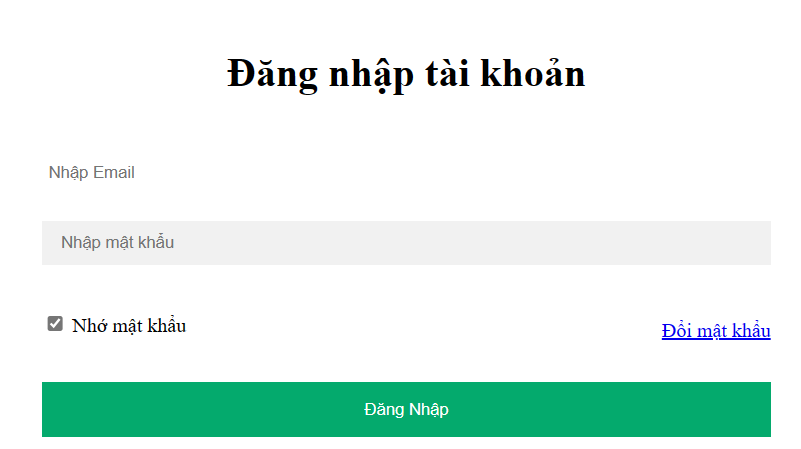 Đăng nhập tài khoản
Nhập Email
Nhập mật khẩu
Nhớ mật khẩu
Đổi mật khẩu
Đăng Nhập